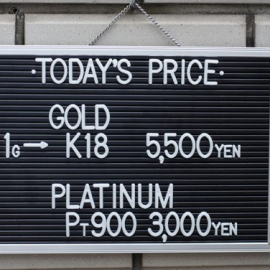 ·TODAY'S PRICE·
GOLD
1G→ K18 5,500YEN
PLATINUM
PT900 3,000YEN